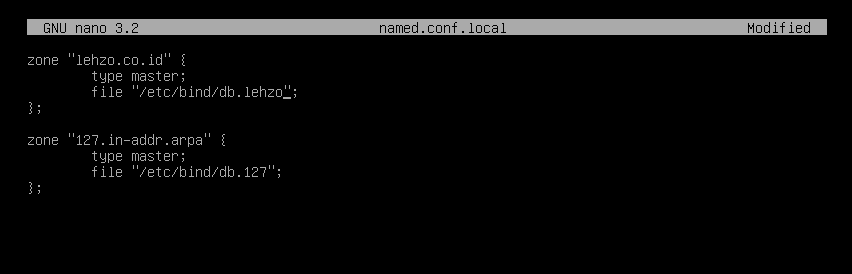 GNU nano 3.2 named.conf.local Modified
zone "lehzo.co.id" {
type master;
file "/etc/bind/db.lehzo";
};
zone "127.in-addr.arpa" {
type master;
file "/etc/bind/db.127";
};